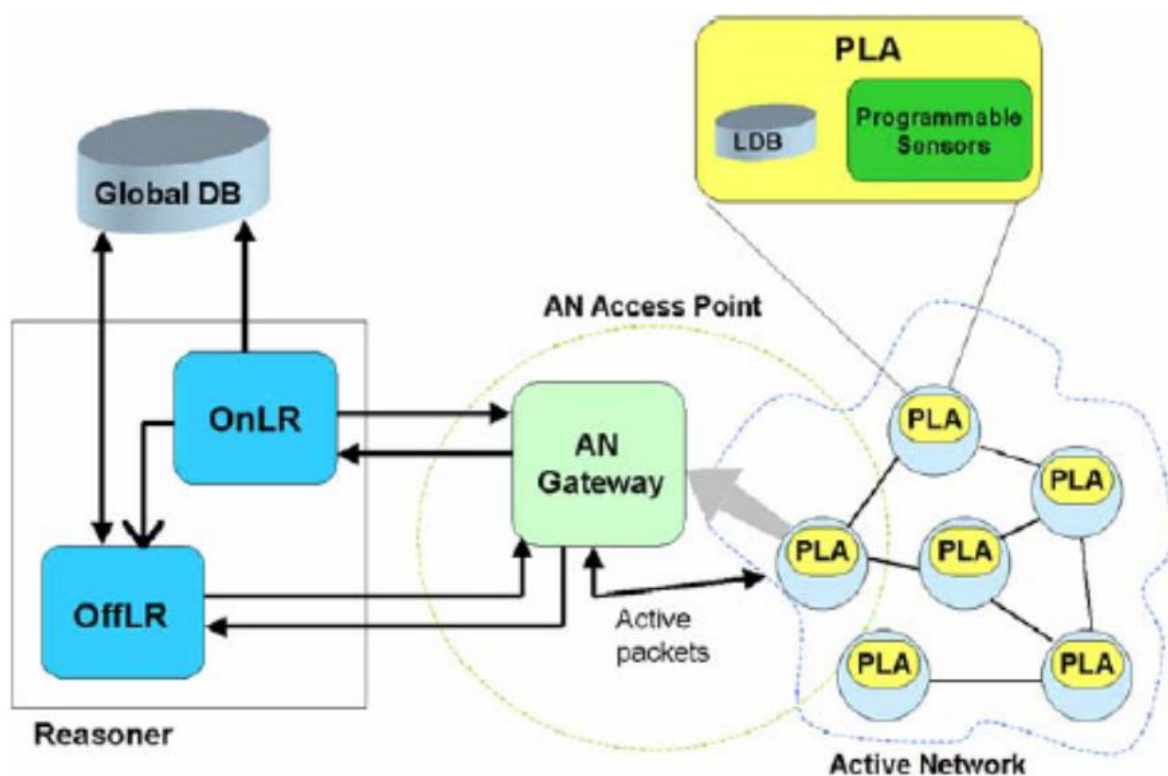 PLA
LDB
Programmable
Sensors
Global DB
AN Access Point
OnLR
AN
Gateway
PLA
PLA
PLA
PLA
OffLR
Active
packets
PLA
PLA
Reasoner
Active Network